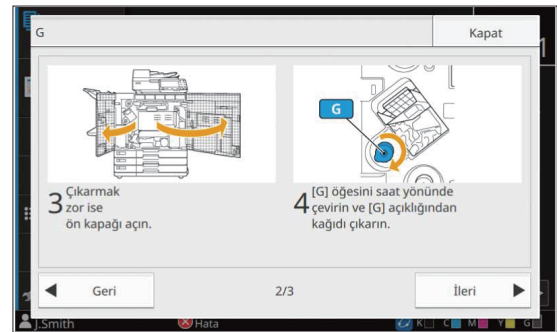 G
Kapat
1
G
3 Çıkarmak
zor ise
ön kapağı açın.
4 [G] öğesini saat yönünde
çevirin ve [G] açıklığından
kağıdı çıkarın.
Geri
2/3
İleri
J.Smith
Hata
K C M Y G